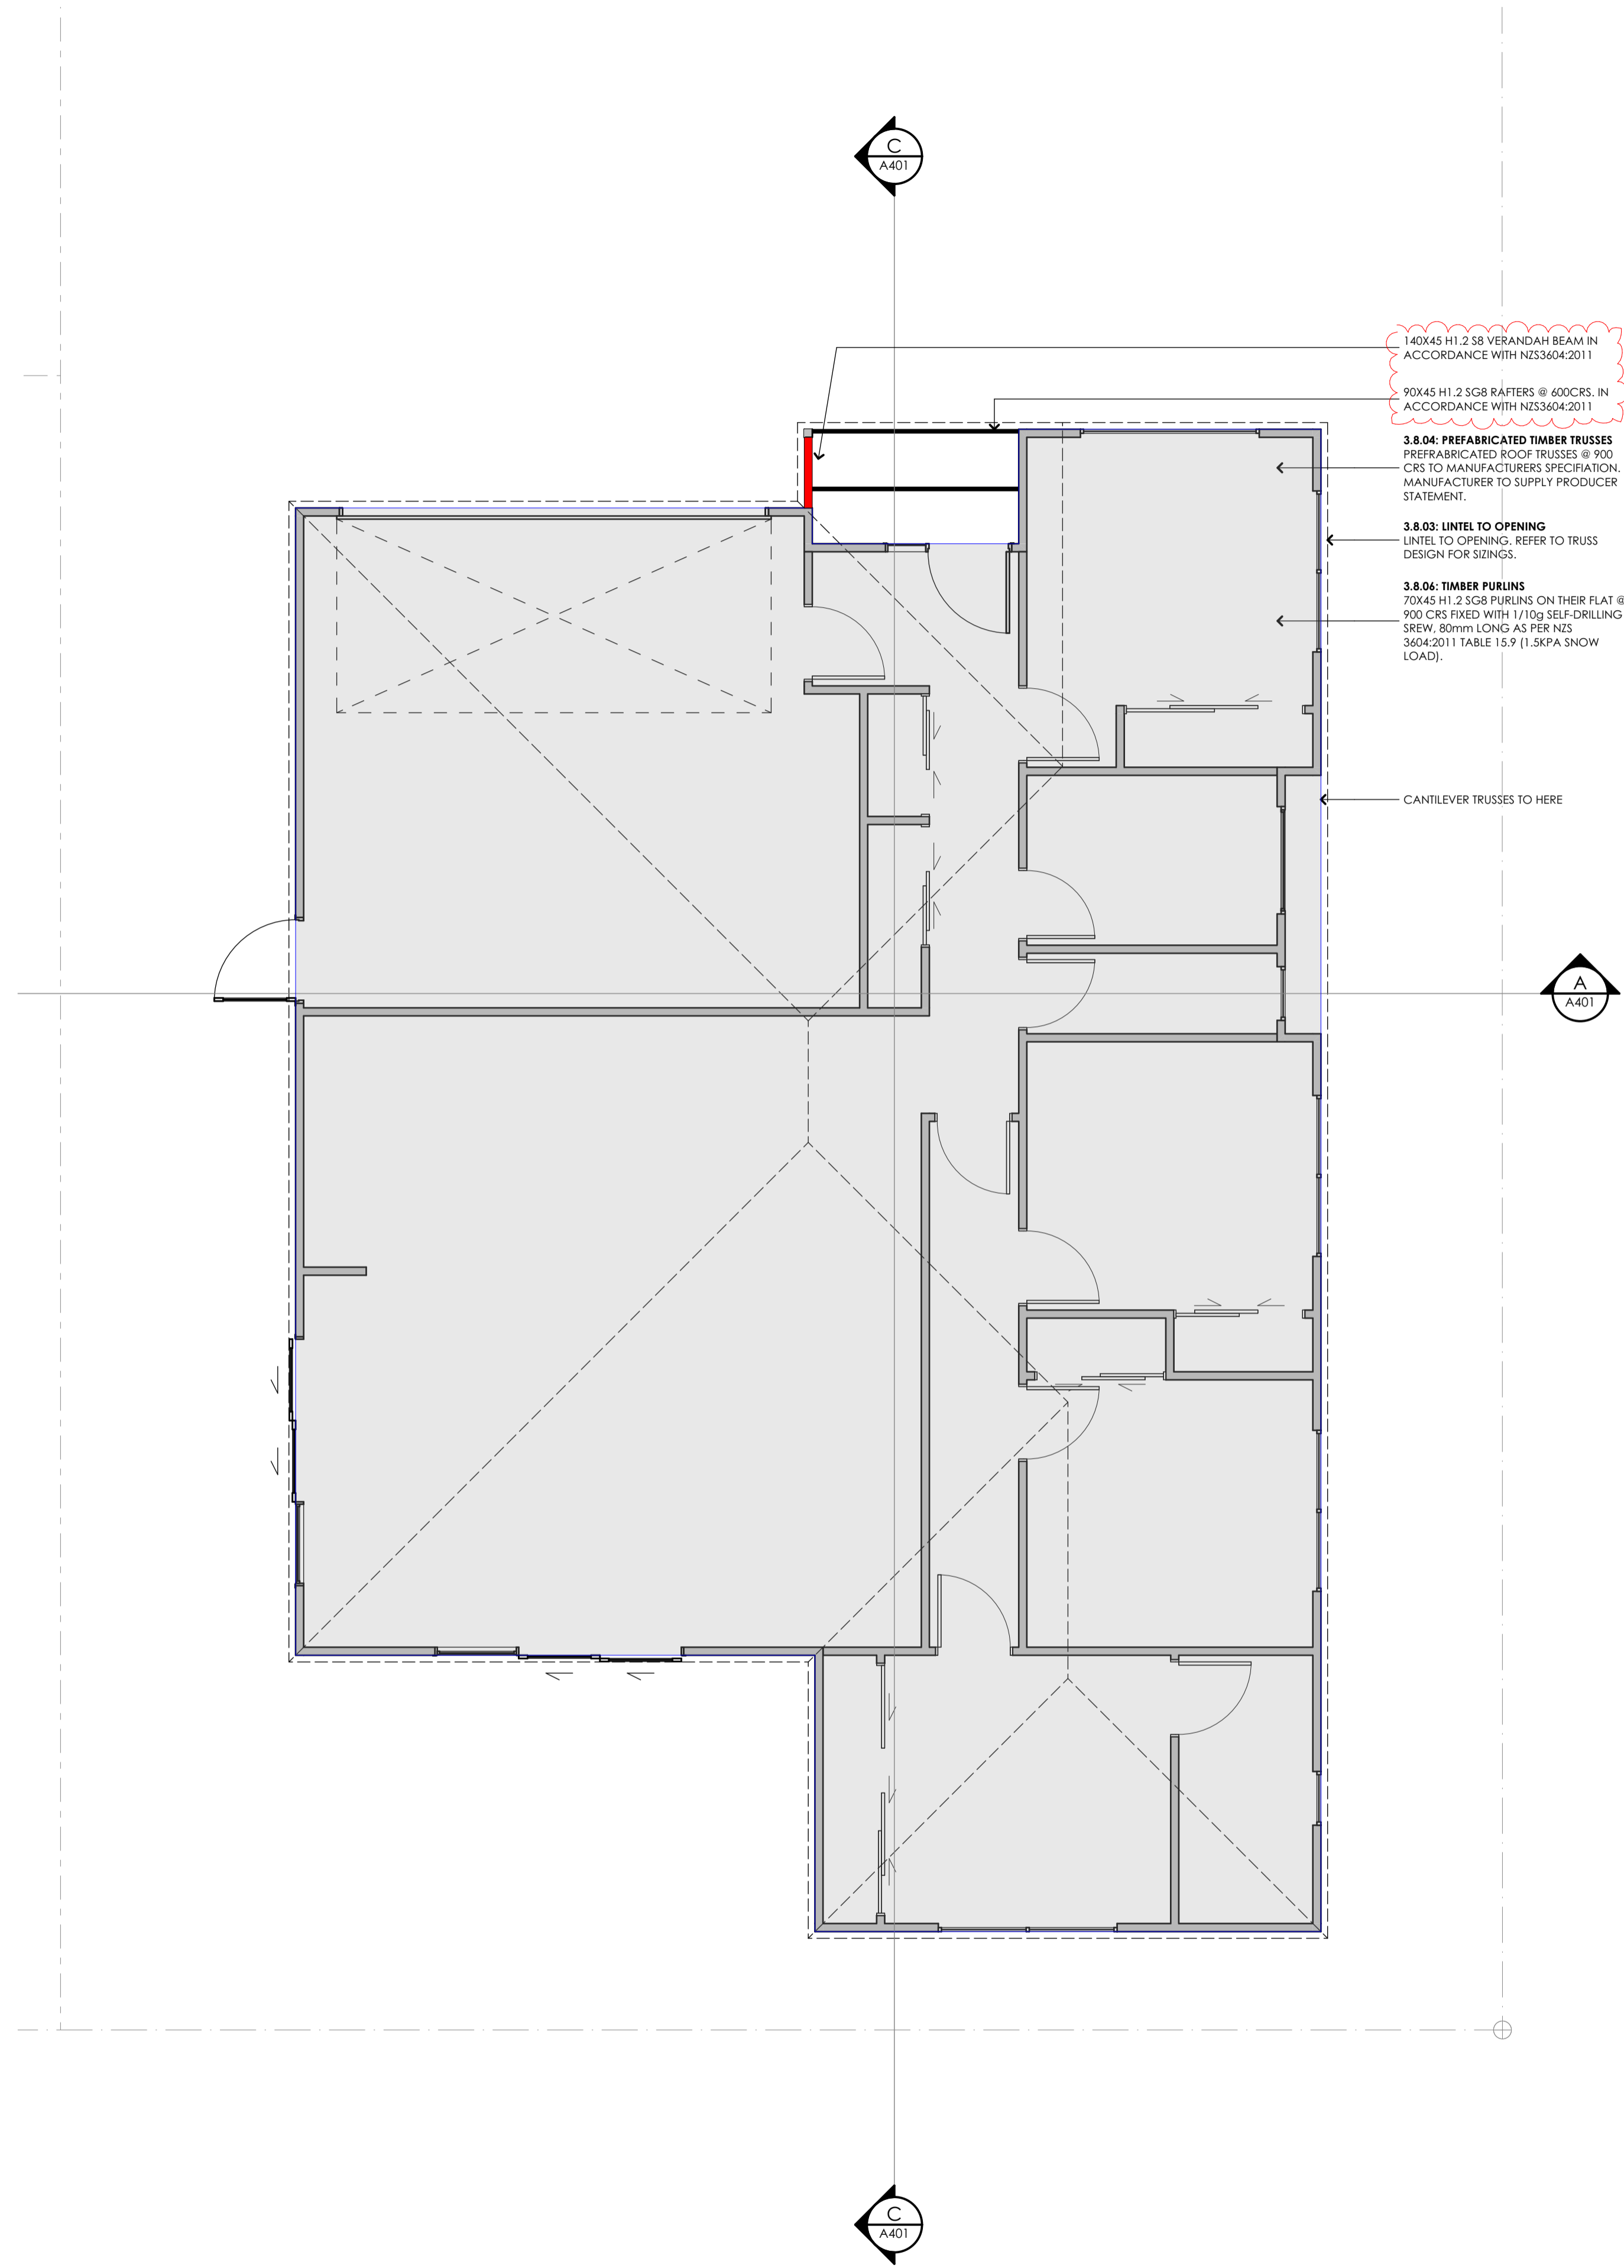 C
A401
140X45 H1.2 S8 VERANDAH BEAM IN
ACCORDANCE WITH NZS3604:2011
90X45 H1.2 SG8 RAFTERS @ 600CRS. IN
ACCORDANCE WITH NZS3604:2011
3.8.04: PREFABRICATED TIMBER TRUSSES
PREFRABRICATED ROOF TRUSSES @ 900
CRS TO MANUFACTURERS SPECIFIATION.
MANUFACTURER TO SUPPLY PRODUCER
STATEMENT.
3.8.03: LINTEL TO OPENING
LINTEL TO OPENING. REFER TO TRUSS
DESIGN FOR SIZINGS.
3.8.06: TIMBER PURLINS
70X45 H1.2 SG8 PURLINS ON THEIR FLAT @
900 CRS FIXED WITH 1/10g SELF-DRILLING
SREW, 80mm LONG AS PER NZS
3604:2011 TABLE 15.9 (1.5KPA SNOW
LOAD).
CANTILEVER TRUSSES TO HERE
A
A401
C
A401